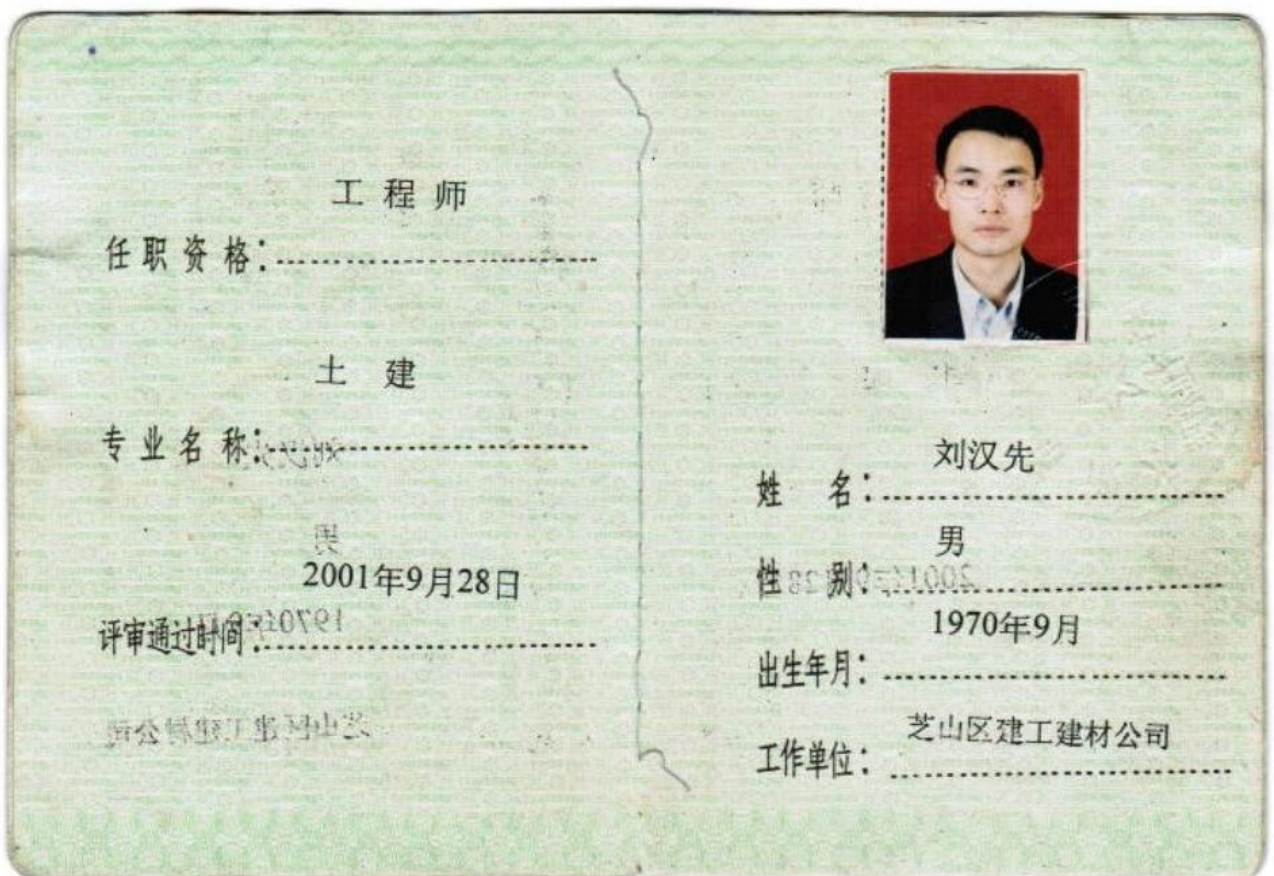 工程师
任职资格：
土建
专业名称：
2001年9月28日
评审通过时间：
刘汉先
姓名：
男
性别：
1970年9月
出生年月：
芝山区建工建材公司
工作单位：